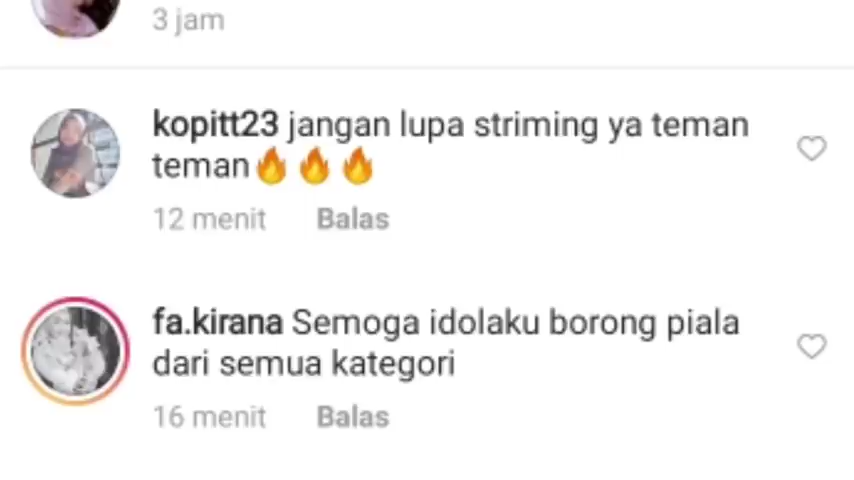 3 jam
kopitt23 jangan lupa striming ya teman
teman🔥🔥🔥
12 menit Balas
fa.kirana Semoga idolaku borong piala
dari semua kategori
16 menit Balas